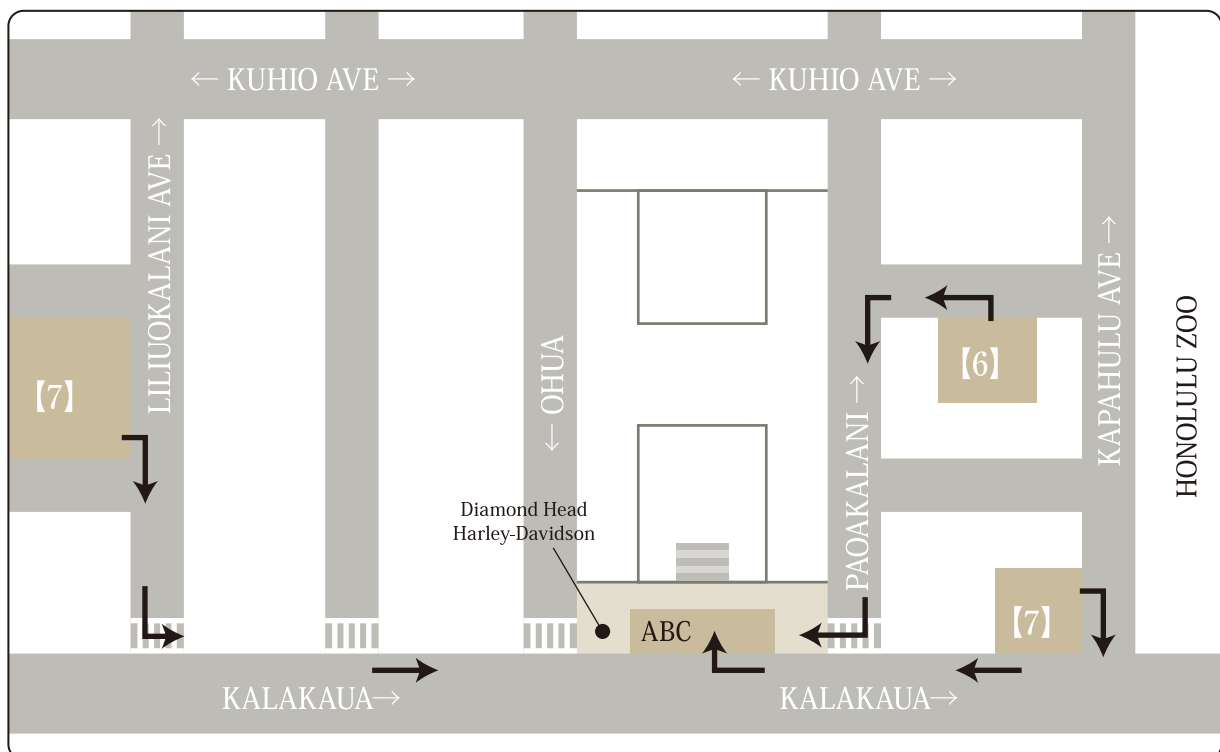 ← KUHIO AVE →
← KUHIO AVE →
LILIUOKALANI AVE →
← OHUA
PAOAKALANI →
KAPAHULU AVE →
HONOLULU ZOO
【6】
【7】
Diamond Head
Harley-Davidson
ABC
【7】
KALAKAUA→
KALAKAUA→